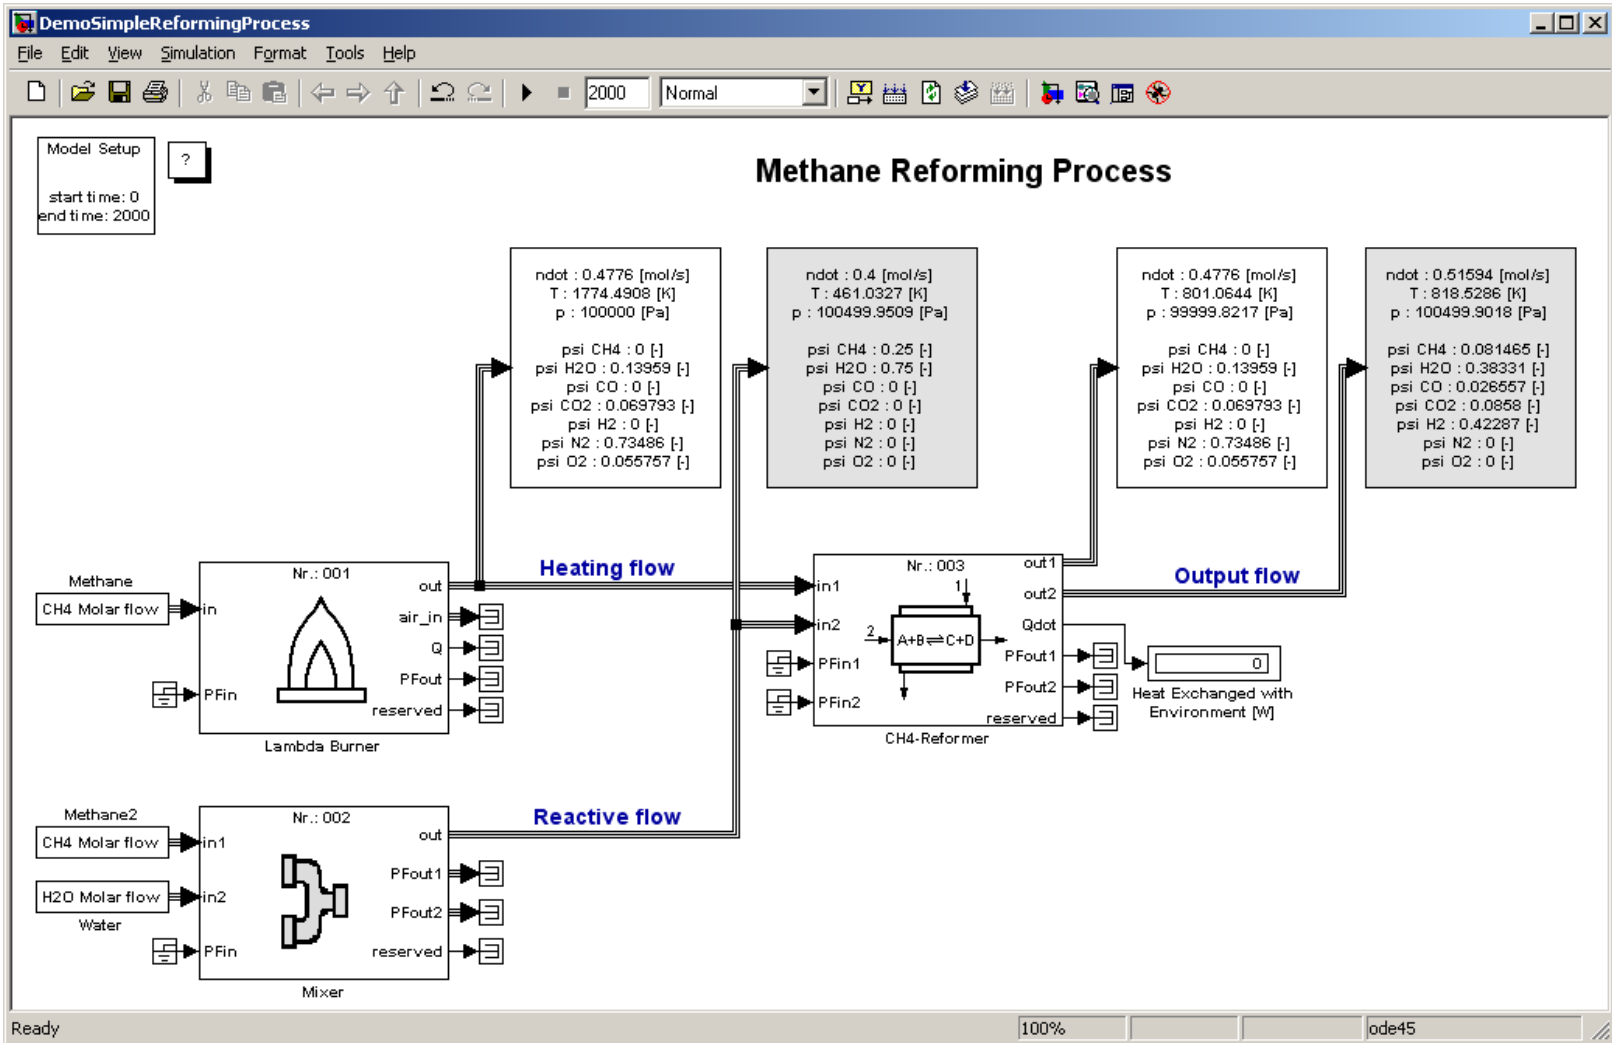 DemoSimpleReformingProcess
File Edit View Simulation Format Tools Help
2000 Normal
Model Setup
start time: 0
end time: 2000
?
Methane Reforming Process
ndot : 0.4776 [mol/s]
T : 1774.4908 [K]
p : 100000 [Pa]
psi CH4 : 0 [-]
psi H2O : 0.13959 [-]
psi CO : 0 [-]
psi CO2 : 0.069793 [-]
psi H2 : 0 [-]
psi N2 : 0.73486 [-]
psi O2 : 0.055757 [-]
ndot : 0.4 [mol/s]
T : 461.0327 [K]
p : 100499.9509 [Pa]
psi CH4 : 0.25 [-]
psi H2O : 0.75 [-]
psi CO : 0 [-]
psi CO2 : 0 [-]
psi H2 : 0 [-]
psi N2 : 0 [-]
psi O2 : 0 [-]
ndot : 0.4776 [mol/s]
T : 801.0644 [K]
p : 99999.8217 [Pa]
psi CH4 : 0 [-]
psi H2O : 0.13959 [-]
psi CO : 0 [-]
psi CO2 : 0.069793 [-]
psi H2 : 0 [-]
psi N2 : 0.73486 [-]
psi O2 : 0.055757 [-]
ndot : 0.51594 [mol/s]
T : 818.5286 [K]
p : 100499.9018 [Pa]
psi CH4 : 0.081465 [-]
psi H2O : 0.38331 [-]
psi CO : 0.026557 [-]
psi CO2 : 0.0858 [-]
psi H2 : 0.42287 [-]
psi N2 : 0 [-]
psi O2 : 0 [-]
Methane
CH4 Molar flow
in
PFin
Nr.: 001
out
air_in
Q
PFout
reserved
Lambda Burner
Heating flow
in1
in2
PFin1
PFin2
Nr.: 003
1
2
A+B⇌C+D
out1
out2
Qdot
PFout1
PFout2
reserved
CH4-Reformer
Output flow
0
Heat Exchanged with
Environment [W]
Methane2
CH4 Molar flow
H2O Molar flow
Water
in1
in2
PFin
Nr.: 002
out
PFout1
PFout2
reserved
Mixer
Reactive flow
Ready 100% ode45